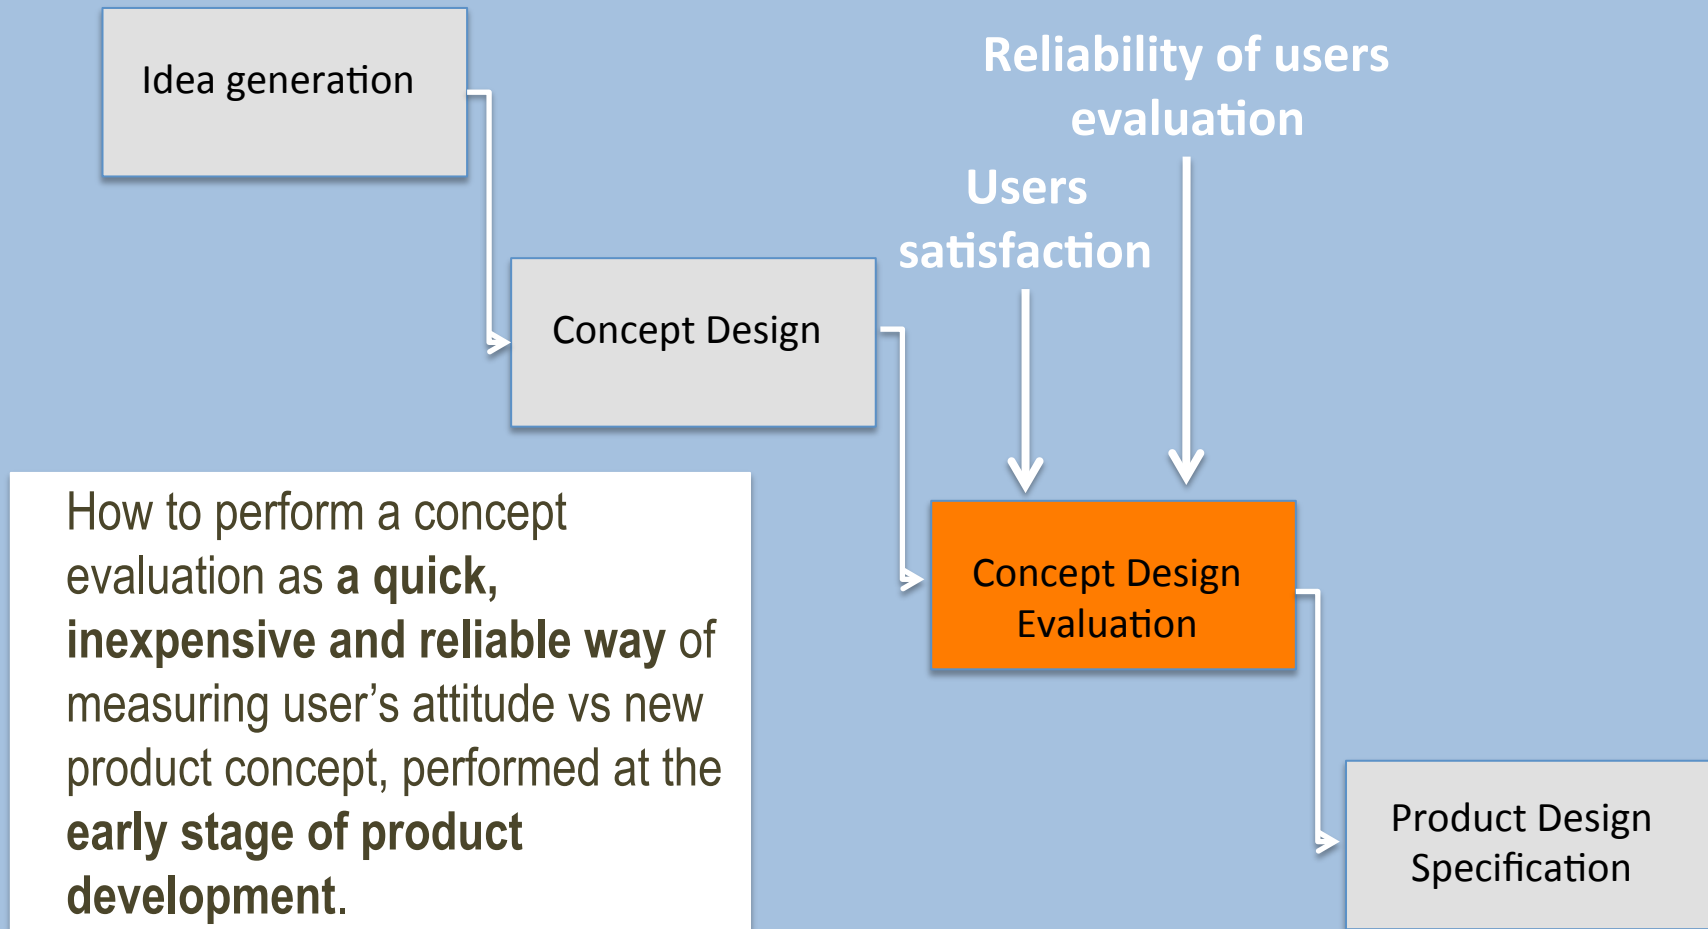 Idea generation
Reliability of users
evaluation
Users
satisfaction
Concept Design
How to perform a concept
evaluation as a quick,
inexpensive and reliable way of
measuring user’s attitude vs new
product concept, performed at the
early stage of product
development.
Concept Design
Evaluation
Product Design
Specification